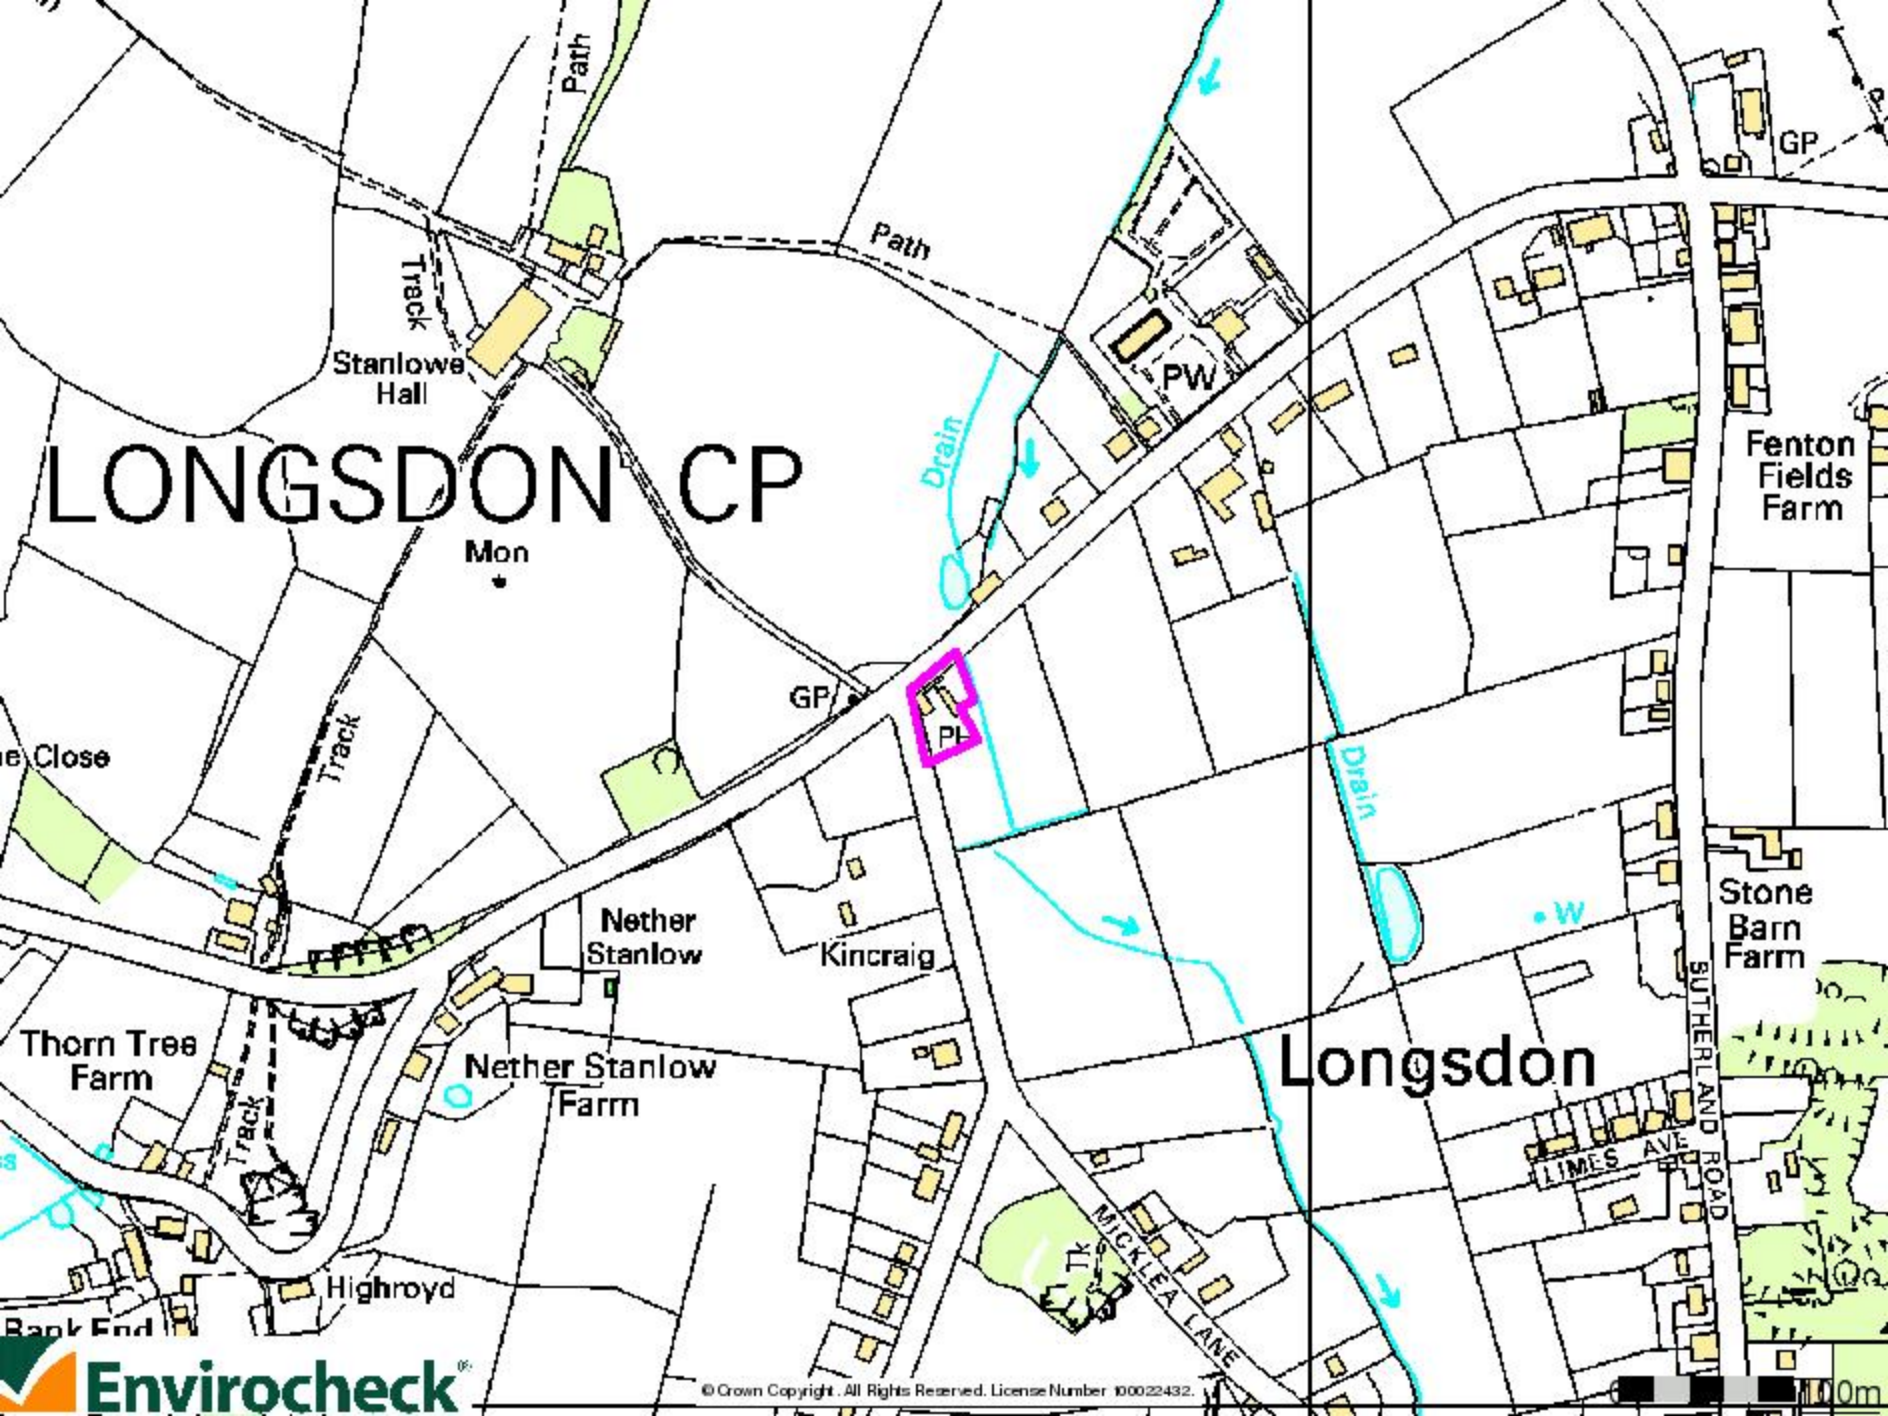 Path
GP
Path
Track
Stanlowe
Hall
PW
LONGSDON CP
Drain
Fenton
Fields
Farm
Mon
GP
PH
Track
Close
Drain
Nether
Stanlow
Kincraig
W
Stone
Barn
Farm
SUTHERLAND ROAD
Thorn Tree
Farm
Nether Stanlow
Farm
Longsdon
Track
LIMES AVE
MICKLEA LANE
Tk
Highroyd
Bank End
Envirocheck®
© Crown Copyright. All Rights Reserved. License Number 100022432.
100m